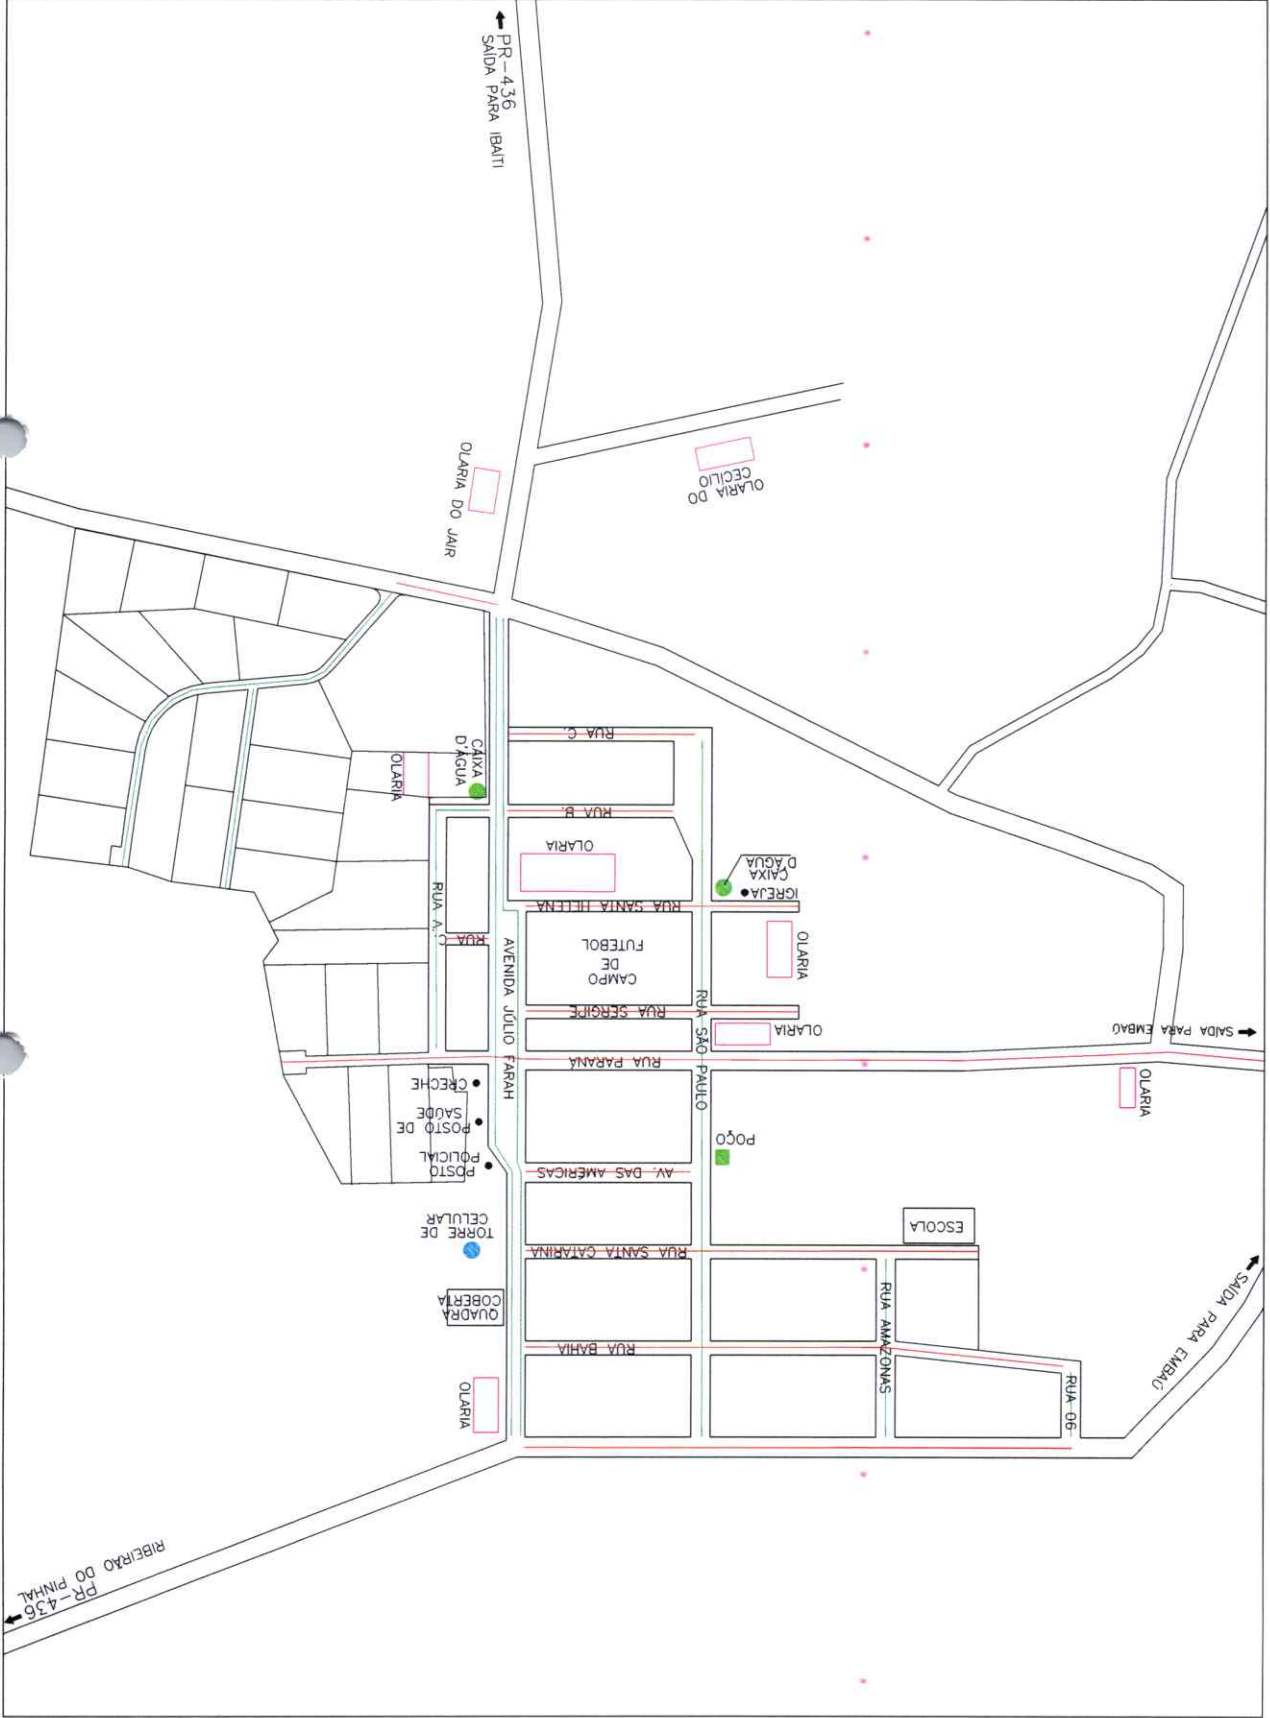 PR-436
SAÍDA PARA IBAÍTI
OLARIA DO JAIR
OLARIA DO
CECÍLIO
RUA C.
CAIXA
D'ÁGUA
OLARIA
RUA B.
OLARIA
CAIXA
D'ÁGUA
IGREJA
RUA SANTA HELENA
RUA A.
RUA C
AVENIDA JÚLIO FARAH
CAMPO
DE
FUTEBOL
OLARIA
RUA SERGIPE
RUA SÃO PAULO
OLARIA
SAIDA PARA EMBAÚ
RUA PARANÁ
OLARIA
CRECHE
POSTO DE
SAÚDE
POSTO
POLICIAL
POÇO
AV. DAS AMÉRICAS
TORRE DE
CELULAR
ESCOLA
RUA SANTA CATARINA
QUADRA
COBERTA
RUA AMAZONAS
RUA BAHIA
OLARIA
RUA 06
SAIDA PARA EMBAÚ
PR-436
RIBEIRÃO DO PINHAL